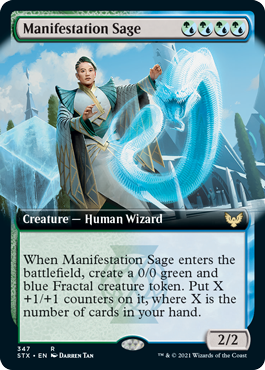 Manifestation Sage
Creature — Human Wizard
When Manifestation Sage enters the
battlefield, create a 0/0 green and
blue Fractal creature token. Put X
+1/+1 counters on it, where X is the
number of cards in your hand.
2/2
347 R
STX • EN DARREN TAN
™ & © 2021 Wizards of the Coast